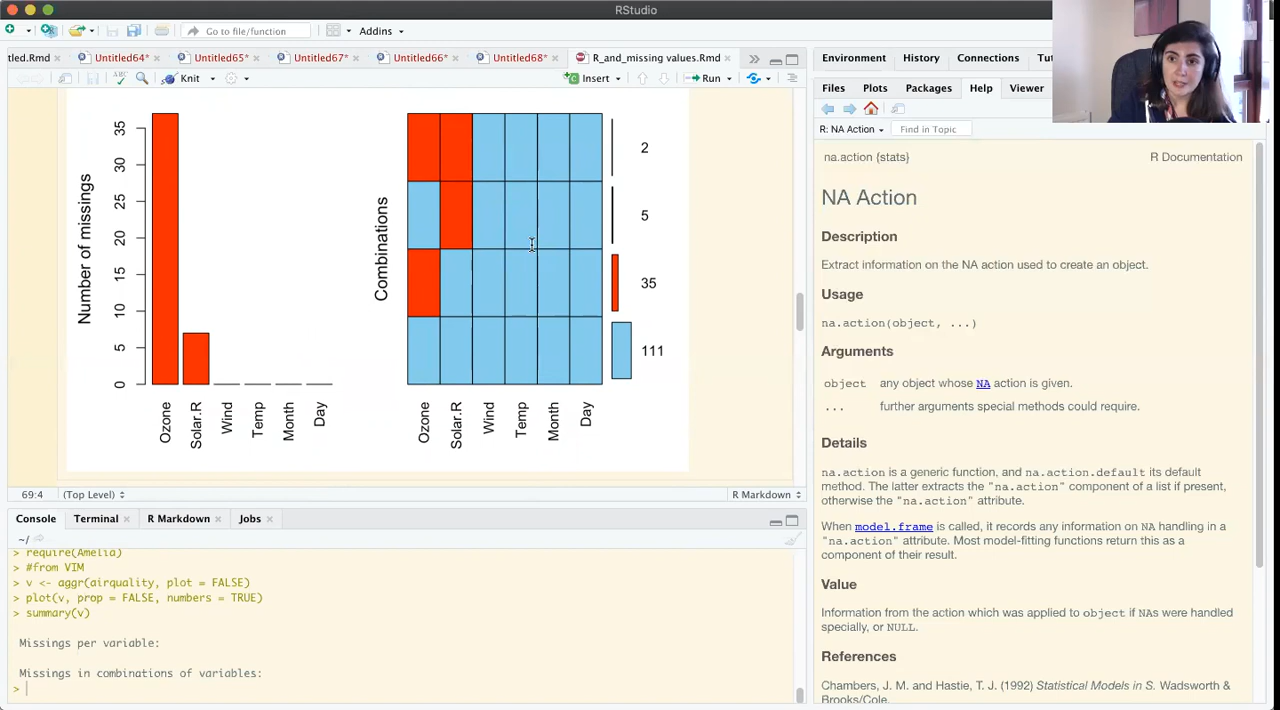 RStudio
Go to file/function
Addins
tled.Rmd
Untitled64*
Untitled65*
Untitled67*
Untitled66*
Untitled68*
R_and_missing values.Rmd
ABC
Knit
Insert
Run
Number of missings
35
30
25
20
15
10
5
0
Ozone
Solar.R
Wind
Temp
Month
Day
Combinations
2
5
35
111
Ozone
Solar.R
Wind
Temp
Month
Day
69:4
(Top Level)
R Markdown
Console
Terminal
R Markdown
Jobs
~/
> require(Amelia)
> #from VIM
> v <- aggr(airquality, plot = FALSE)
> plot(v, prop = FALSE, numbers = TRUE)
> summary(v)
Missings per variable:
Missings in combinations of variables:
>
Environment
History
Connections
Tut
Files
Plots
Packages
Help
Viewer
R: NA Action
Find in Topic
na.action {stats}
R Documentation
NA Action
Description
Extract information on the NA action used to create an object.
Usage
na.action(object, ...)
Arguments
object any object whose NA action is given.
... further arguments special methods could require.
Details
na.action is a generic function, and na.action.default its default
method. The latter extracts the "na.action" component of a list if present,
otherwise the "na.action" attribute.
When model.frame is called, it records any information on NA handling in a
"na.action" attribute. Most model-fitting functions return this as a
component of their result.
Value
Information from the action which was applied to object if NAs were handled
specially, or NULL.
References
Chambers, J. M. and Hastie, T. J. (1992) Statistical Models in S. Wadsworth &
Brooks/Cole.